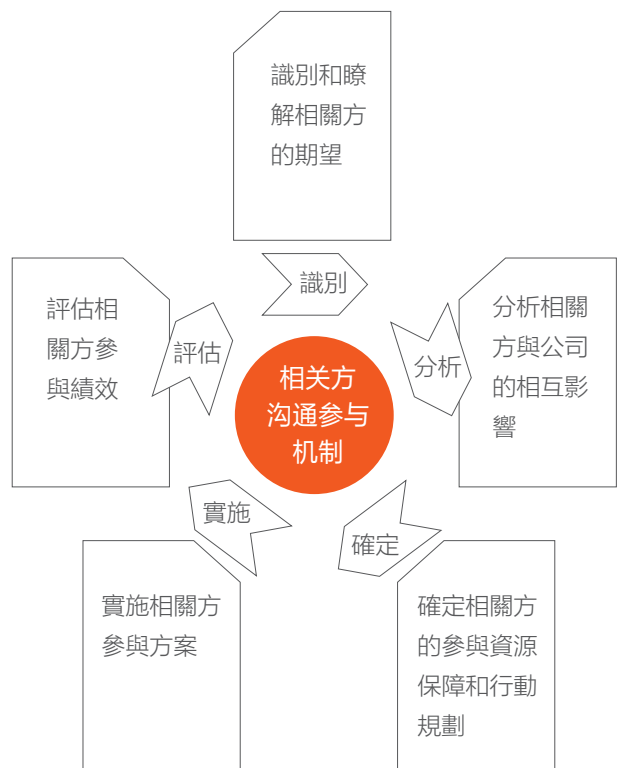 識別和瞭
解相關方
的期望
識別
評估相
關方參
與績效
評估
分析
分析相關
方與公司
的相互影
響
相关方
沟通参与
机制
實施
確定
實施相關方
參與方案
確定相關方
的參與資源
保障和行動
規劃